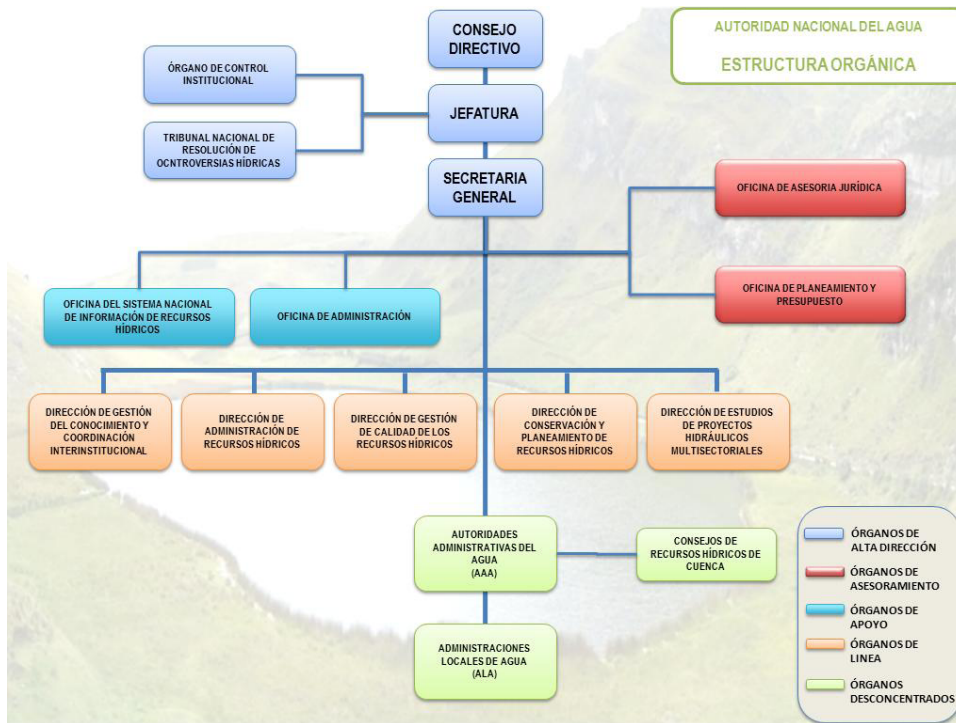 AUTORIDAD NACIONAL DEL AGUA
ESTRUCTURA ORGÁNICA
CONSEJO
DIRECTIVO
ÓRGANO DE CONTROL
INSTITUCIONAL
JEFATURA
TRIBUNAL NACIONAL DE
RESOLUCIÓN DE
OCNTROVERSIAS HÍDRICAS
SECRETARIA
GENERAL
OFICINA DE ASESORIA JURÍDICA
OFICINA DE PLANEAMIENTO Y
PRESUPUESTO
OFICINA DEL SISTEMA NACIONAL
DE INFORMACIÓN DE RECURSOS
HÍDRICOS
OFICINA DE ADMINISTRACIÓN
DIRECCIÓN DE GESTIÓN
DEL CONOCIMIENTO Y
COORDINACIÓN
INTERINSTITUCIONAL
DIRECCIÓN DE
ADMINISTRACIÓN DE
RECURSOS HÍDRICOS
DIRECCIÓN DE GESTIÓN
DE CALIDAD DE LOS
RECURSOS HÍDRICOS
DIRECCIÓN DE
CONSERVACIÓN Y
PLANEAMIENTO DE
RECURSOS HÍDRICOS
DIRECCIÓN DE ESTUDIOS
DE PROYECTOS
HIDRÁULICOS
MULTISECTORIALES
AUTORIDADES
ADMINISTRATIVAS DEL
AGUA
(AAA)
CONSEJOS DE
RECURSOS HÍDRICOS DE
CUENCA
ADMINISTRACIONES
LOCALES DE AGUA
(ALA)
ÓRGANOS DE
ALTA DIRECCIÓN
ÓRGANOS DE
ASESORAMIENTO
ÓRGANOS DE
APOYO
ÓRGANOS DE
LINEA
ÓRGANOS
DESCONCENTRADOS